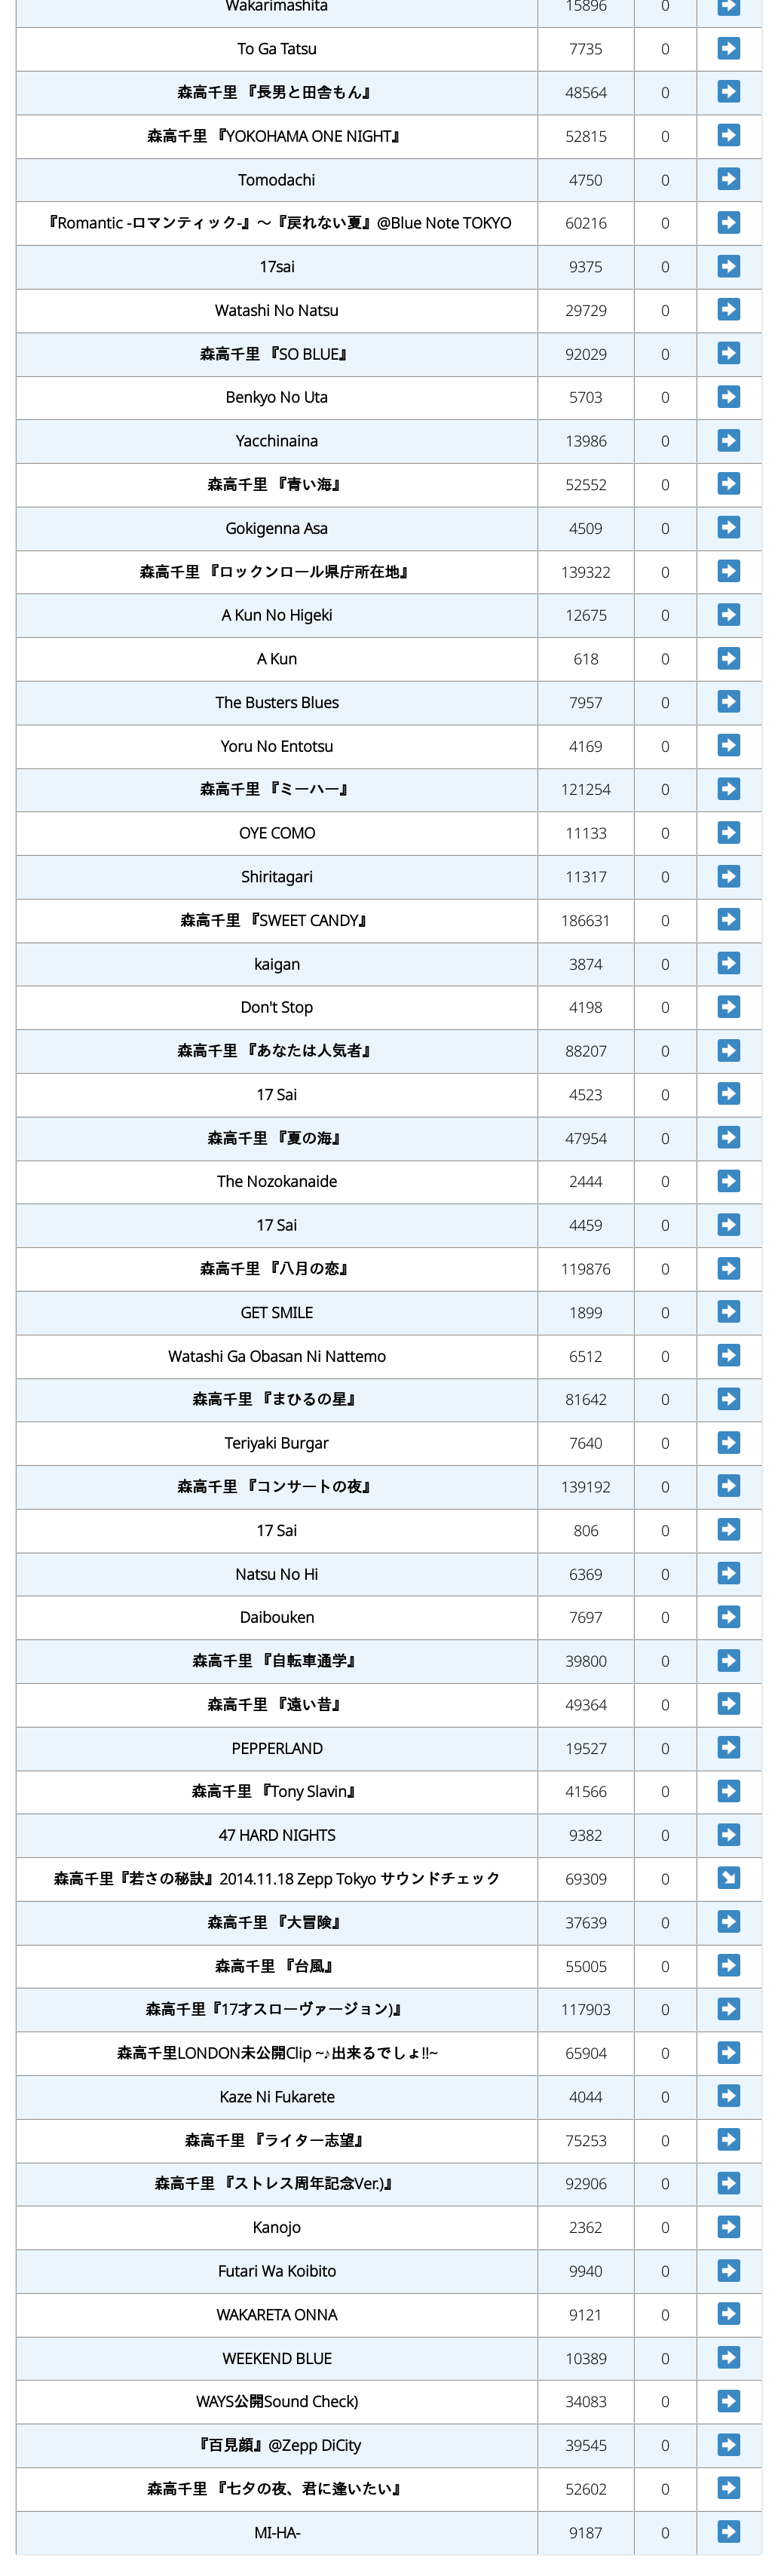 Wakarimashita 15896 0
To Ga Tatsu 7735 0
森高千里 『長男と田舎もん』 48564 0
森高千里 『YOKOHAMA ONE NIGHT』 52815 0
Tomodachi 4750 0
『Romantic -ロマンティック-』～『戻れない夏』@Blue Note TOKYO 60216 0
17sai 9375 0
Watashi No Natsu 29729 0
森高千里 『SO BLUE』 92029 0
Benkyo No Uta 5703 0
Yacchinaina 13986 0
森高千里 『青い海』 52552 0
Gokigenna Asa 4509 0
森高千里 『ロックンロール県庁所在地』 139322 0
A Kun No Higeki 12675 0
A Kun 618 0
The Busters Blues 7957 0
Yoru No Entotsu 4169 0
森高千里 『ミーハー』 121254 0
OYE COMO 11133 0
Shiritagari 11317 0
森高千里 『SWEET CANDY』 186631 0
kaigan 3874 0
Don't Stop 4198 0
森高千里 『あなたは人気者』 88207 0
17 Sai 4523 0
森高千里 『夏の海』 47954 0
The Nozokanaide 2444 0
17 Sai 4459 0
森高千里 『八月の恋』 119876 0
GET SMILE 1899 0
Watashi Ga Obasan Ni Nattemo 6512 0
森高千里 『まひるの星』 81642 0
Teriyaki Burgar 7640 0
森高千里 『コンサートの夜』 139192 0
17 Sai 806 0
Natsu No Hi 6369 0
Daibouken 7697 0
森高千里 『自転車通学』 39800 0
森高千里 『遠い昔』 49364 0
PEPPERLAND 19527 0
森高千里 『Tony Slavin』 41566 0
47 HARD NIGHTS 9382 0
森高千里『若さの秘訣』2014.11.18 Zepp Tokyo サウンドチェック 69309 0
森高千里 『大冒険』 37639 0
森高千里 『台風』 55005 0
森高千里『17才スローヴァージョン)』 117903 0
森高千里LONDON未公開Clip ~♪出来るでしょ!!~ 65904 0
Kaze Ni Fukarete 4044 0
森高千里 『ライター志望』 75253 0
森高千里 『ストレス周年記念Ver.)』 92906 0
Kanojo 2362 0
Futari Wa Koibito 9940 0
WAKARETA ONNA 9121 0
WEEKEND BLUE 10389 0
WAYS公開Sound Check) 34083 0
『百見顔』@Zepp DiCity 39545 0
森高千里 『七夕の夜、君に逢いたい』 52602 0
MI-HA- 9187 0